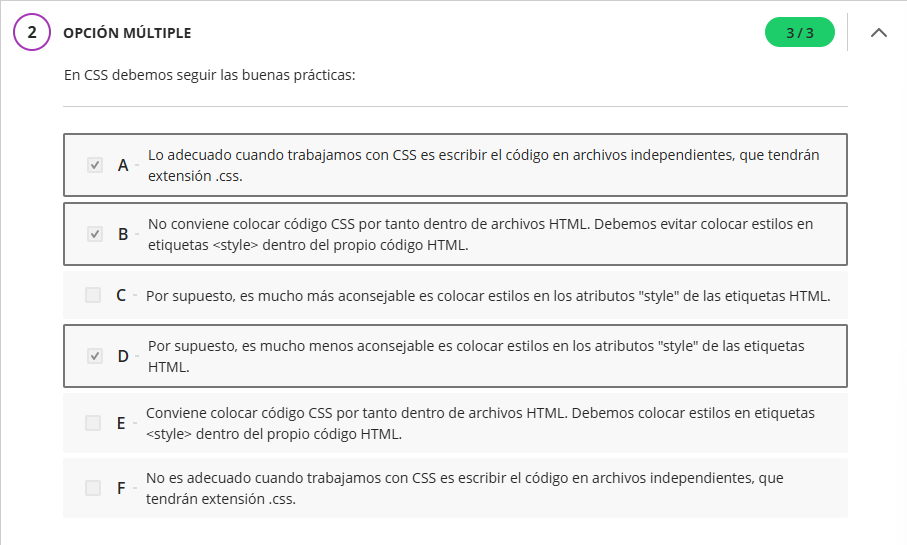 2 OPCIÓN MÚLTIPLE 3 / 3
En CSS debemos seguir las buenas prácticas:
A - Lo adecuado cuando trabajamos con CSS es escribir el código en archivos independientes, que tendrán
extensión .css.
B - No conviene colocar código CSS por tanto dentro de archivos HTML. Debemos evitar colocar estilos en
etiquetas <style> dentro del propio código HTML.
C - Por supuesto, es mucho más aconsejable es colocar estilos en los atributos "style" de las etiquetas HTML.
D - Por supuesto, es mucho menos aconsejable es colocar estilos en los atributos "style" de las etiquetas
HTML.
E - Conviene colocar código CSS por tanto dentro de archivos HTML. Debemos colocar estilos en etiquetas
<style> dentro del propio código HTML.
F - No es adecuado cuando trabajamos con CSS es escribir el código en archivos independientes, que
tendrán extensión .css.